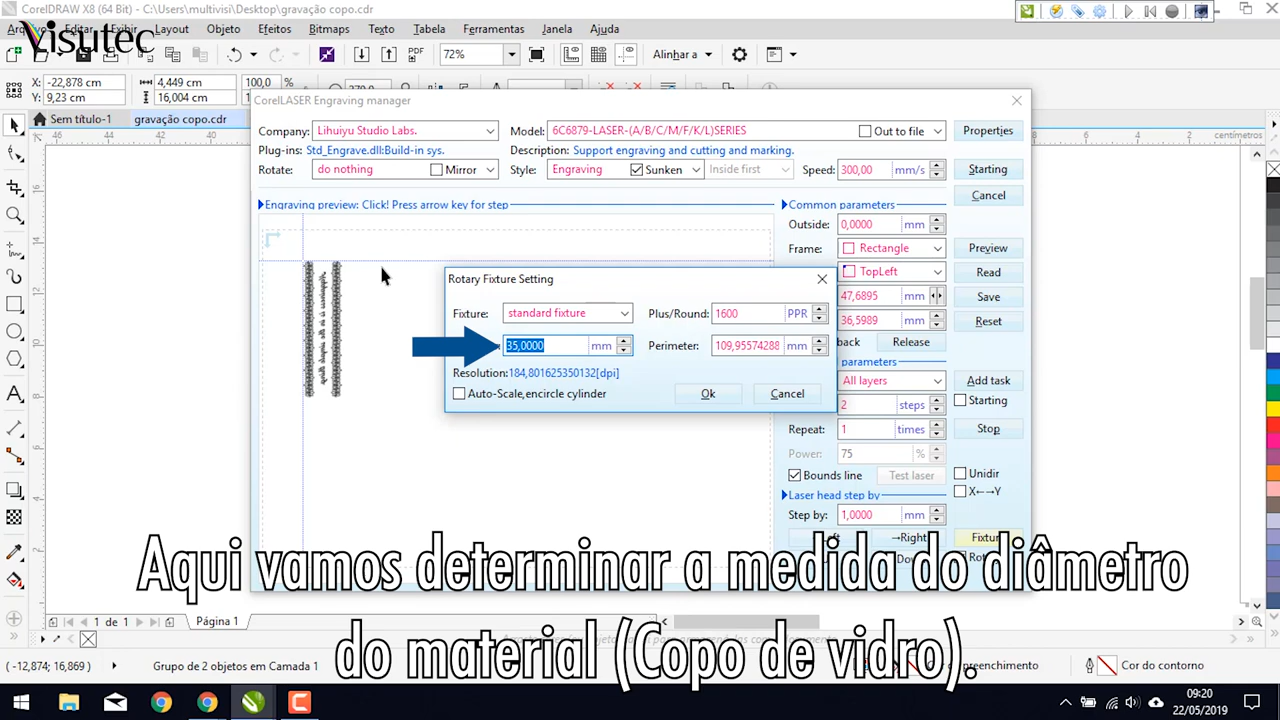 CorelDRAW X8 (64 Bit) - C:\Users\multivisi\Desktop\gravação copo.cdr
Visutec
Exibir Layout Objeto Efeitos Bitmaps Texto Tabela Ferramentas Janela Ajuda
PDF 72% Alinhar a
X: -22,878 cm 4,449 cm 100,0 %
Y: 9,23 cm 16,004 cm
Sem título-1 gravação copo.cdr
centímetros
CorelLASER Engraving manager
Company: Lihuiyu Studio Labs. Model: 6C6879-LASER-(A/B/C/M/F/K/L)SERIES Out to file Properties
Plug-ins: Std_Engrave.dll:Build-in sys. Description: Support engraving and cutting and marking.
Rotate: do nothing Mirror Style: Engraving Sunken Inside first Speed: 300,00 mm/s Starting
Cancel
Engraving preview: Click! Press arrow key for step Common parameters
Outside: 0,0000 mm
Frame: Rectangle Preview
TopLeft Read
47,6895 mm Save
36,5989 mm Reset
back Release
parameters
All layers Add task
2 steps Starting
Repeat: 1 times Stop
Power: 75 %
Bounds line Test laser Unidir
X←→Y
Laser head step by
Step by: 1,0000 mm
→Right
Rotary Fixture Setting
Fixture: standard fixture Plus/Round: 1600 PPR
35,0000 mm Perimeter: 109,95574288 mm
Resolution:184,801625350132[dpi]
Auto-Scale,encircle cylinder Ok Cancel
Aqui vamos determinar a medida do diâmetro
do material (Copo de vidro).
1 de 1 Página 1
(-12,874; 16,869) Grupo de 2 objetos em Camada 1 Cor do contorno
09:20
22/05/2019